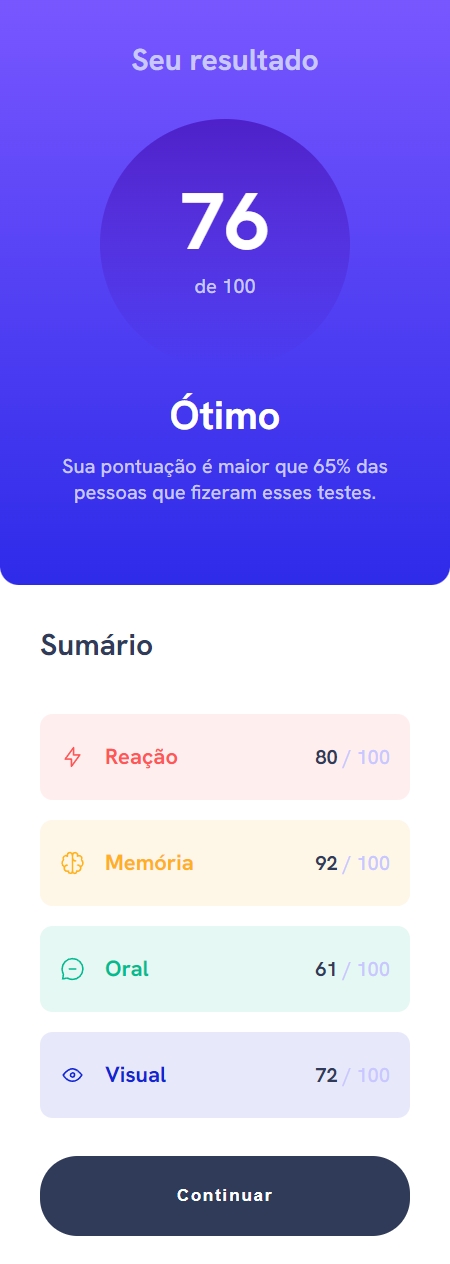 Seu resultado
76
de 100
Ótimo
Sua pontuação é maior que 65% das
pessoas que fizeram esses testes.
Sumário
Reação 80 / 100
Memória 92 / 100
Oral 61 / 100
Visual 72 / 100
Continuar